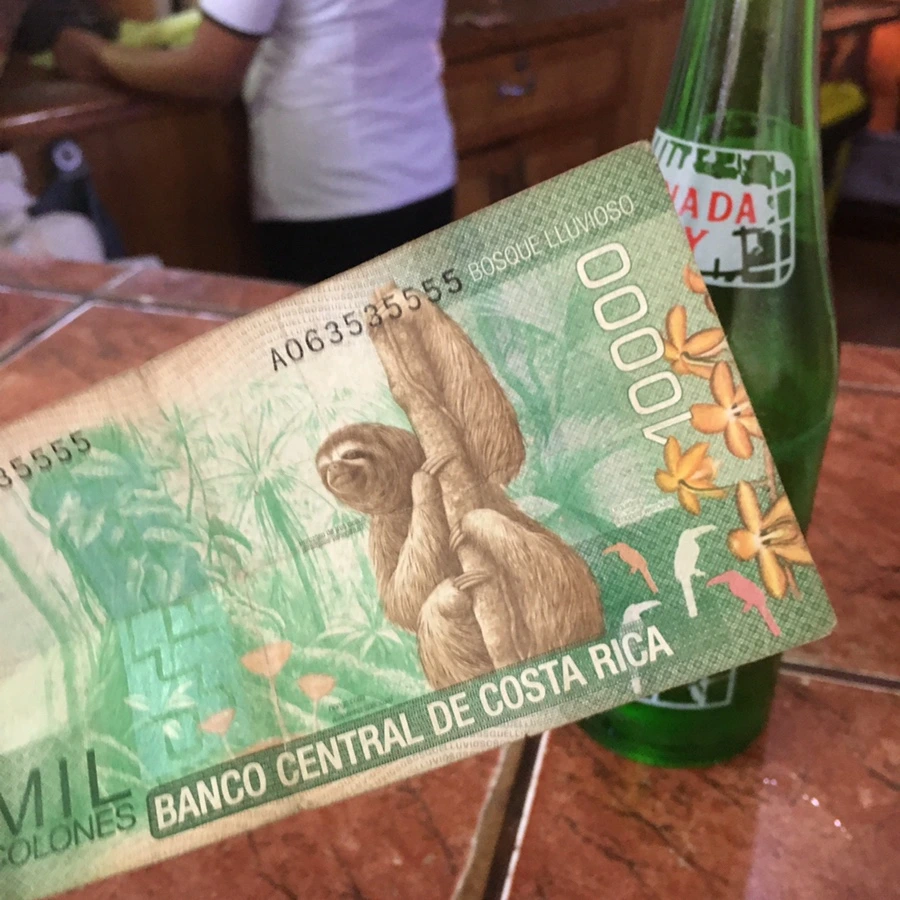 BOSQUE LLUVIOSO
A063535555
10000
35555
MIL
COLONES
BANCO CENTRAL DE COSTA RICA
NADA
Y